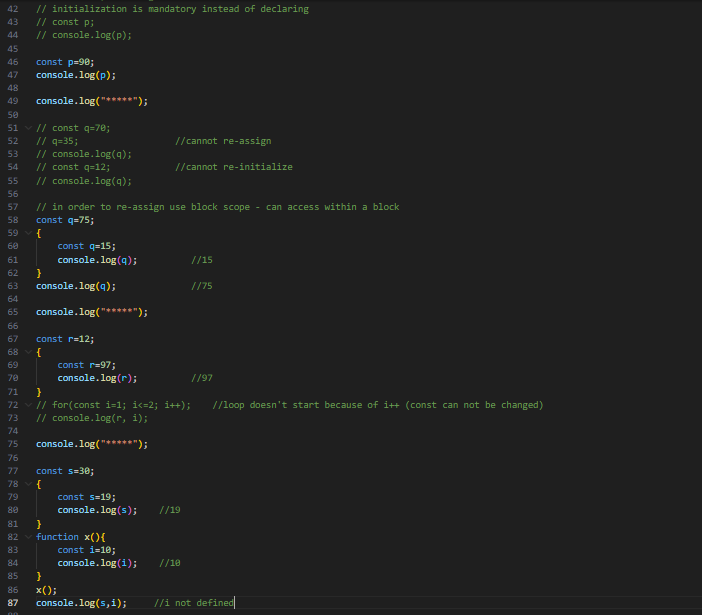 42 // initialization is mandatory instead of declaring
43 // const p;
44 // console.log(p);
45
46 const p=90;
47 console.log(p);
48
49 console.log("*****");
50
51 // const q=70;
52 // q=35; //cannot re-assign
53 // console.log(q);
54 // const q=12; //cannot re-initialize
55 // console.log(q);
56
57 // in order to re-assign use block scope - can access within a block
58 const q=75;
59 {
60 const q=15;
61 console.log(q); //15
62 }
63 console.log(q); //75
64
65 console.log("*****");
66
67 const r=12;
68 {
69 const r=97;
70 console.log(r); //97
71 }
72 // for(const i=1; i<=2; i++); //loop doesn't start because of i++ (const can not be changed)
73 // console.log(r, i);
74
75 console.log("*****");
76
77 const s=30;
78 {
79 const s=19;
80 console.log(s); //19
81 }
82 function x(){
83 const i=10;
84 console.log(i); //10
85 }
86 x();
87 console.log(s,i); //i not defined